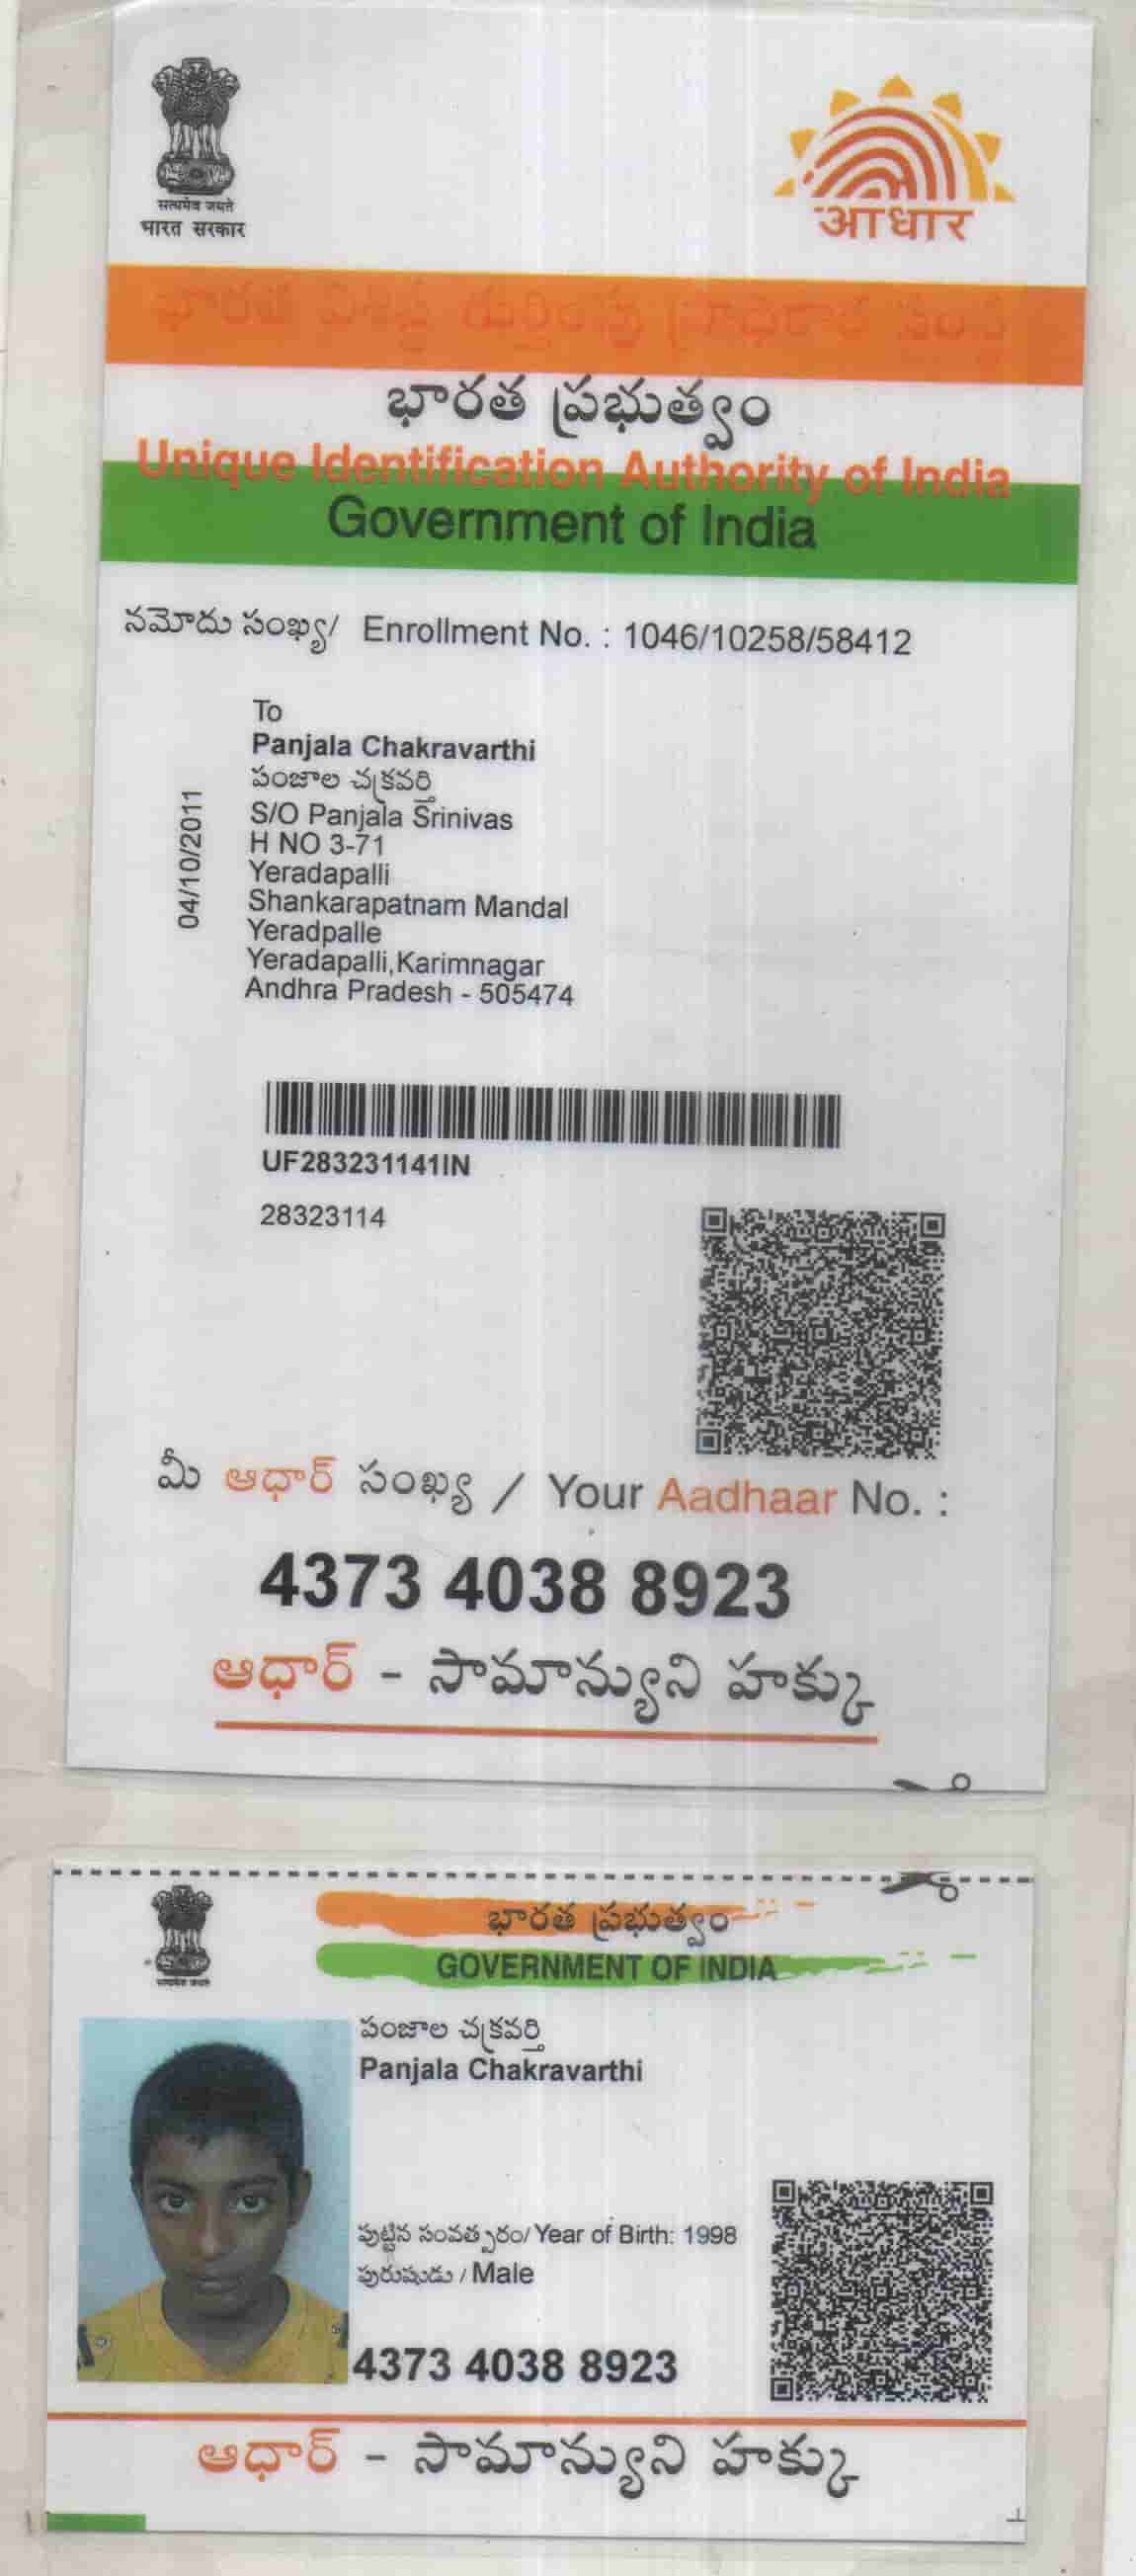 सत्यमेव जयते
भारत सरकार
आधार
భారత విశిష్ట గుర్తింపు ప్రాధికార సంస్థ
భారత ప్రభుత్వం
Unique Identification Authority of India
Government of India
నమోదు సంఖ్య/ Enrollment No. : 1046/10258/58412
To
Panjala Chakravarthi
పంజాల చక్రవర్తి
S/O Panjala Srinivas
H NO 3-71
Yeradapalli
Shankarapatnam Mandal
Yeradpalle
Yeradapalli,Karimnagar
Andhra Pradesh - 505474
04/10/2011
UF283231141IN
28323114
మీ ఆధార్ సంఖ్య / Your Aadhaar No. :
4373 4038 8923
ఆధార్ - సామాన్యుని హక్కు
భారత ప్రభుత్వం
GOVERNMENT OF INDIA
सत्यमेव जयते
పంజాల చక్రవర్తి
Panjala Chakravarthi
పుట్టిన సంవత్సరం/ Year of Birth: 1998
పురుషుడు / Male
4373 4038 8923
ఆధార్ - సామాన్యుని హక్కు